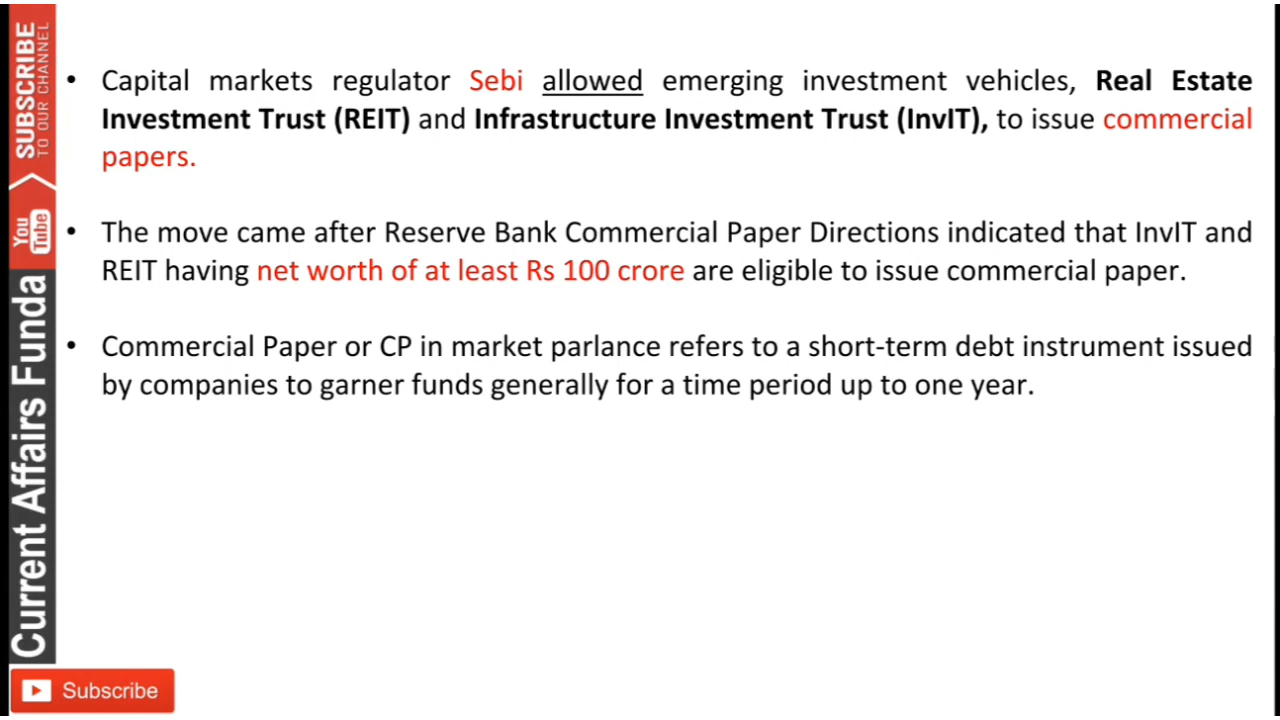 SUBSCRIBE
TO OUR CHANNEL
You
Tube
Current Affairs Funda
• Capital markets regulator Sebi allowed emerging investment vehicles, Real Estate
Investment Trust (REIT) and Infrastructure Investment Trust (InvIT), to issue commercial
papers.
• The move came after Reserve Bank Commercial Paper Directions indicated that InvIT and
REIT having net worth of at least Rs 100 crore are eligible to issue commercial paper.
• Commercial Paper or CP in market parlance refers to a short-term debt instrument issued
by companies to garner funds generally for a time period up to one year.
Subscribe